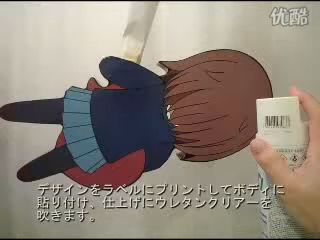 优酷
デザインをラベルにプリントしてボディに
貼り付け、仕上げにウレタンクリアーを
吹きます。